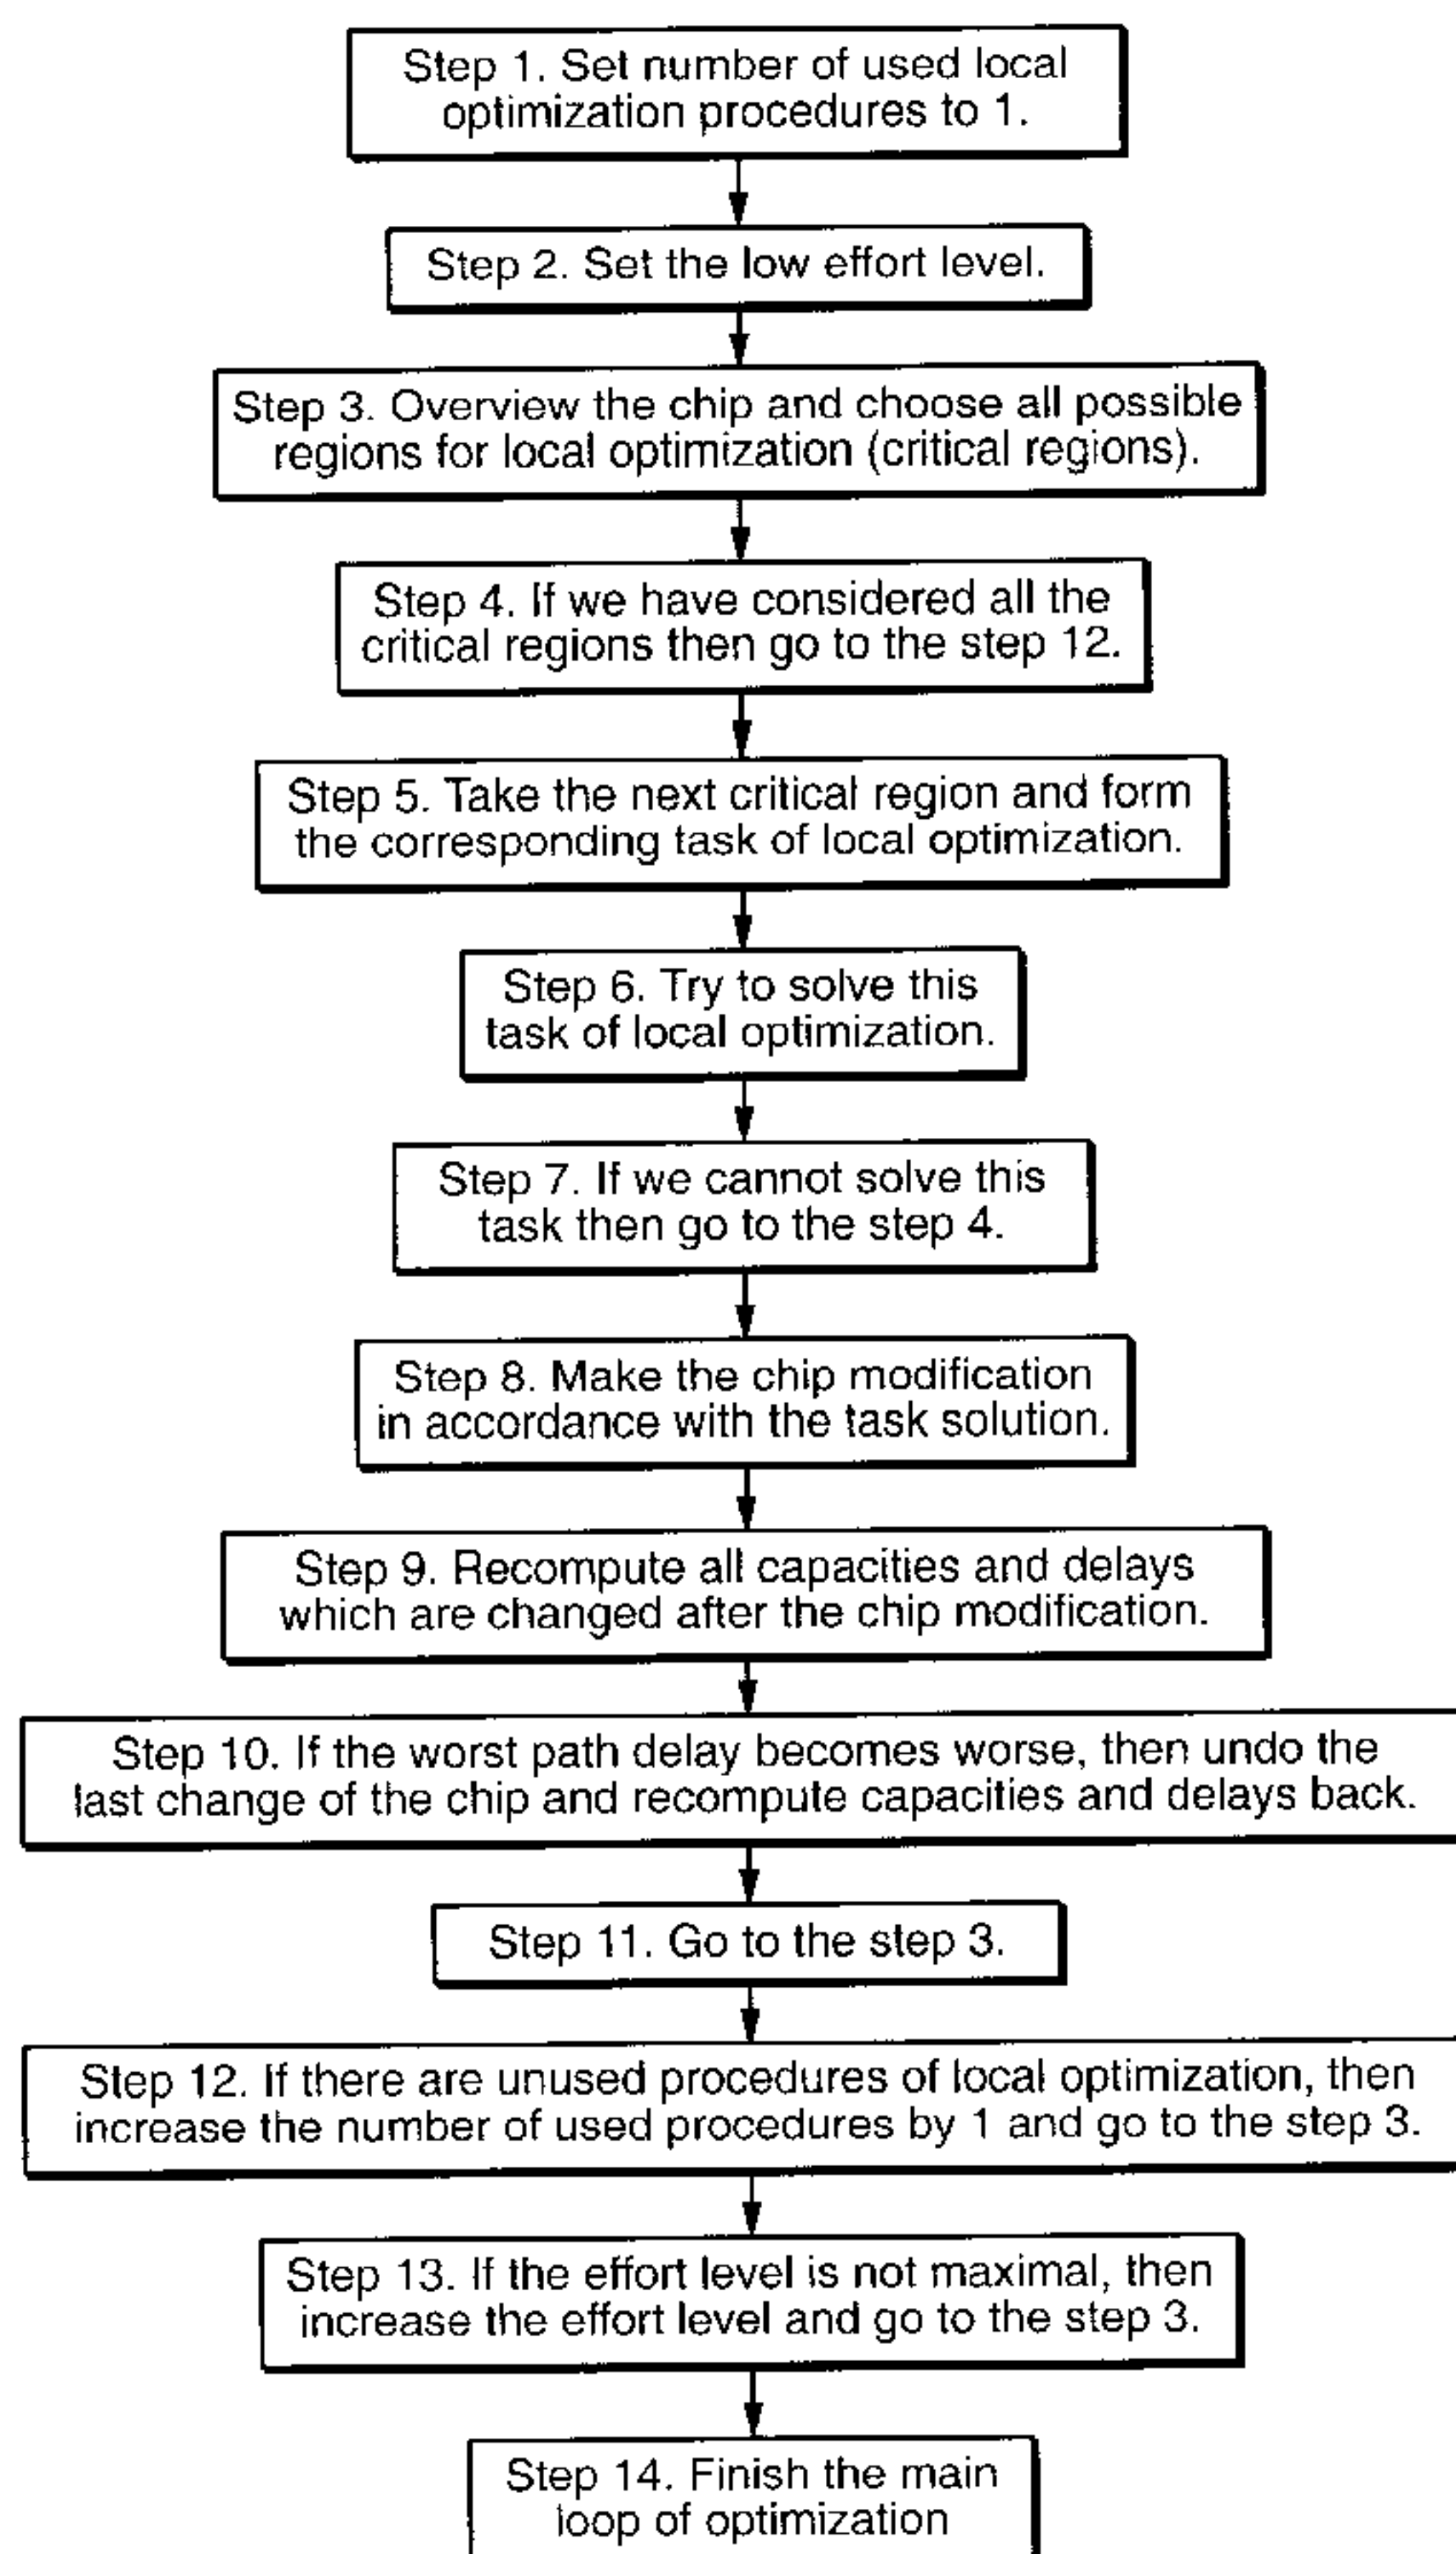 Step 1. Set number of used local
optimization procedures to 1.
Step 2. Set the low effort level.
Step 3. Overview the chip and choose all possible
regions for local optimization (critical regions).
Step 4. If we have considered all the
critical regions then go to the step 12.
Step 5. Take the next critical region and form
the corresponding task of local optimization.
Step 6. Try to solve this
task of local optimization.
Step 7. If we cannot solve this
task then go to the step 4.
Step 8. Make the chip modification
in accordance with the task solution.
Step 9. Recompute all capacities and delays
which are changed after the chip modification.
Step 10. If the worst path delay becomes worse, then undo the
last change of the chip and recompute capacities and delays back.
Step 11. Go to the step 3.
Step 12. If there are unused procedures of local optimization, then
increase the number of used procedures by 1 and go to the step 3.
Step 13. If the effort level is not maximal, then
increase the effort level and go to the step 3.
Step 14. Finish the main
loop of optimization